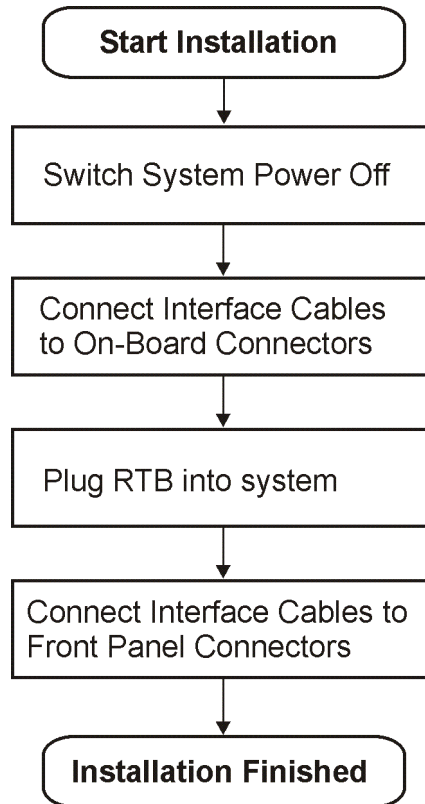 Start Installation
Switch System Power Off
Connect Interface Cables
to On-Board Connectors
Plug RTB into system
Connect Interface Cables to
Front Panel Connectors
Installation Finished